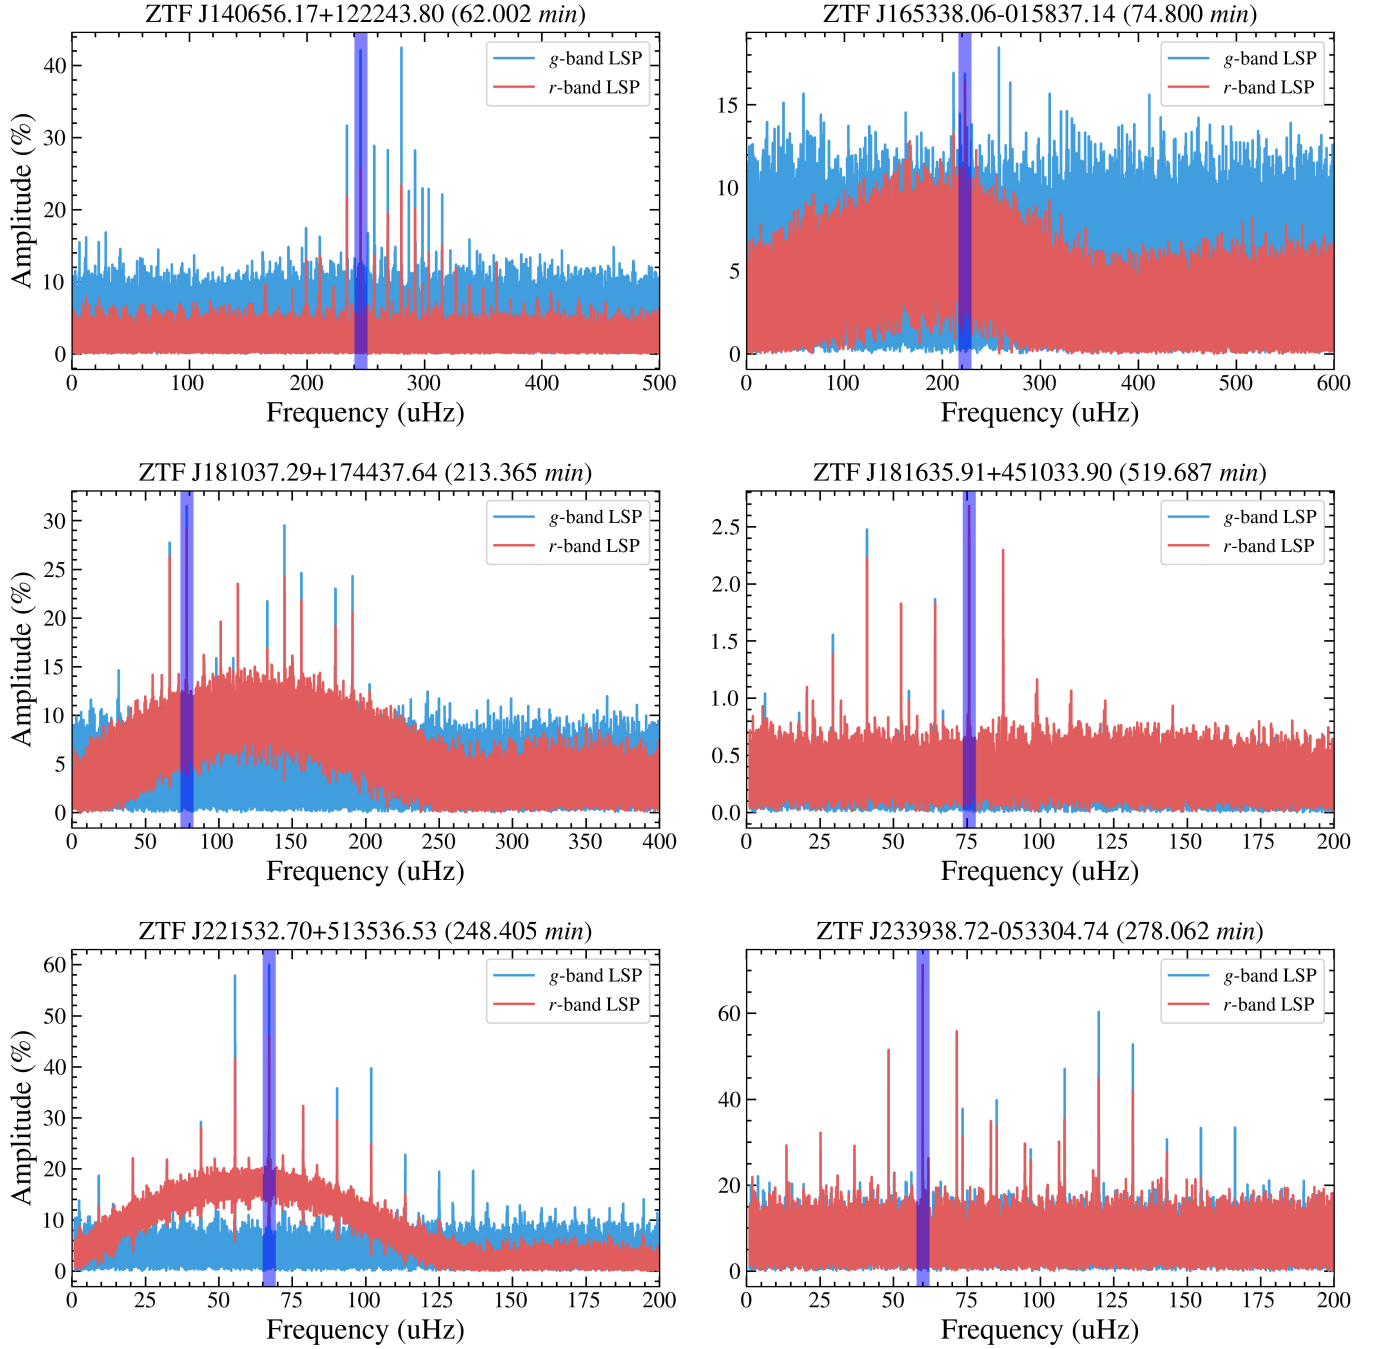 ZTF J140656.17+122243.80 (62.002 min)
Amplitude (%)
40
30
20
10
0
g-band LSP
r-band LSP
0 100 200 300 400 500
Frequency (uHz)
ZTF J165338.06-015837.14 (74.800 min)
15
10
5
0
g-band LSP
r-band LSP
0 100 200 300 400 500 600
Frequency (uHz)
ZTF J181037.29+174437.64 (213.365 min)
Amplitude (%)
30
25
20
15
10
5
0
g-band LSP
r-band LSP
0 50 100 150 200 250 300 350 400
Frequency (uHz)
ZTF J181635.91+451033.90 (519.687 min)
2.5
2.0
1.5
1.0
0.5
0.0
g-band LSP
r-band LSP
0 25 50 75 100 125 150 175 200
Frequency (uHz)
ZTF J221532.70+513536.53 (248.405 min)
Amplitude (%)
60
50
40
30
20
10
0
g-band LSP
r-band LSP
0 25 50 75 100 125 150 175 200
Frequency (uHz)
ZTF J233938.72-053304.74 (278.062 min)
60
40
20
0
g-band LSP
r-band LSP
0 25 50 75 100 125 150 175 200
Frequency (uHz)